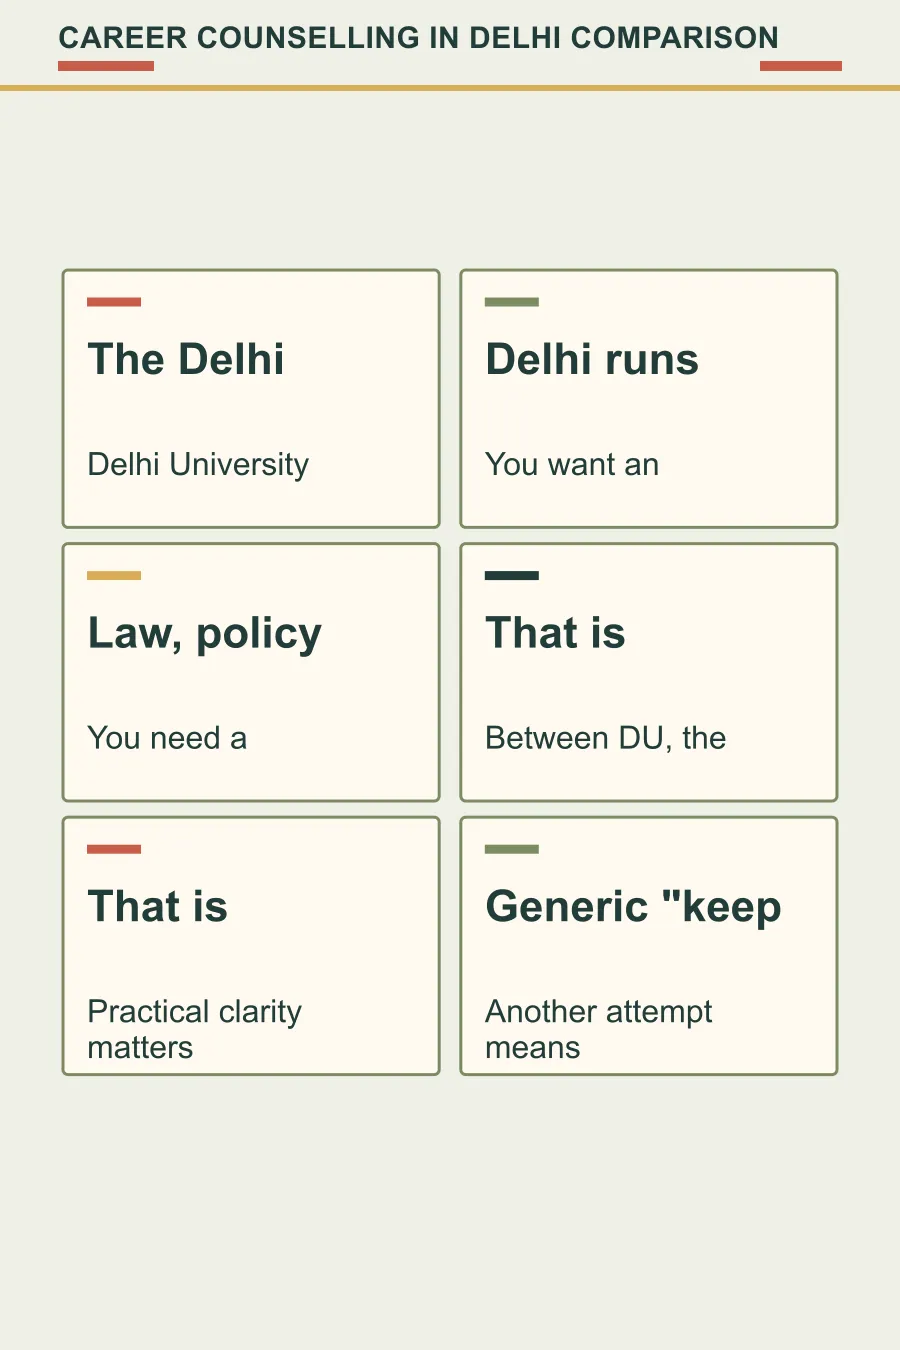 CAREER COUNSELLING IN DELHI COMPARISON
The Delhi
Delhi University
Delhi runs
You want an
Law, policy
You need a
That is
Between DU, the
That is
Practical clarity
matters
Generic "keep
Another attempt
means